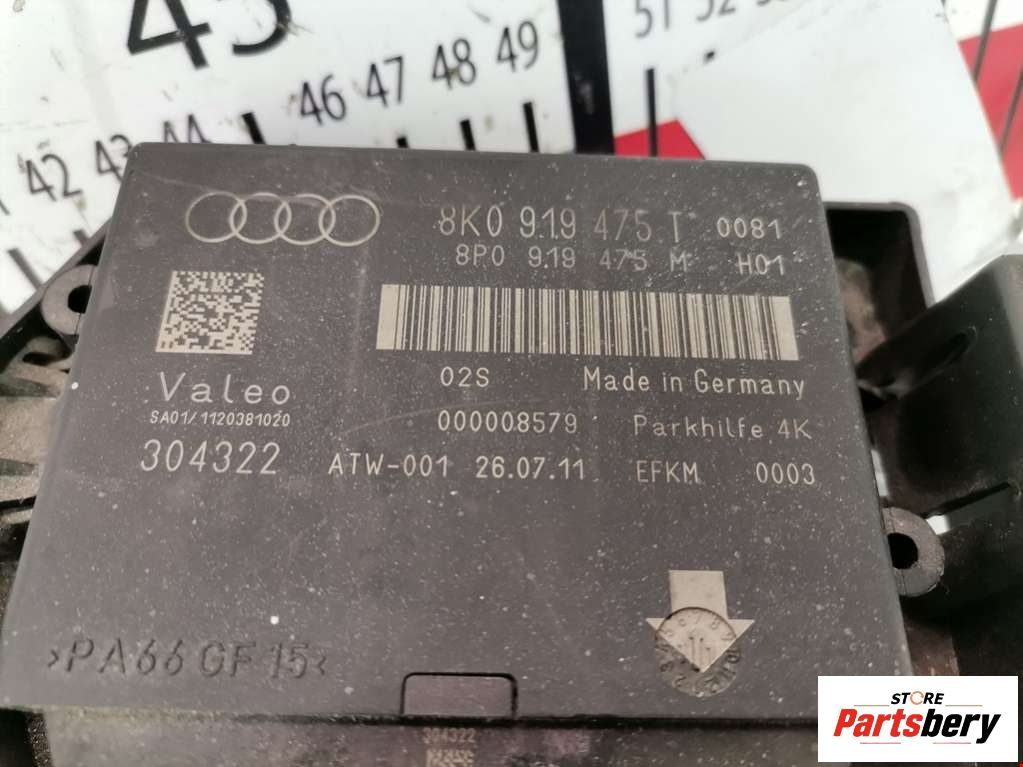 45
46 47 48 49
51 52
42 43 44
8K0 919 475 T 0081
8P0 919 475 M H01
Valeo
SA01/1120381020
304322
02S Made in Germany
000008579 Parkhilfe 4K
ATW-001 26.07.11 EFKM 0003
>PA66 GF15<
304322
STORE
Partsbery